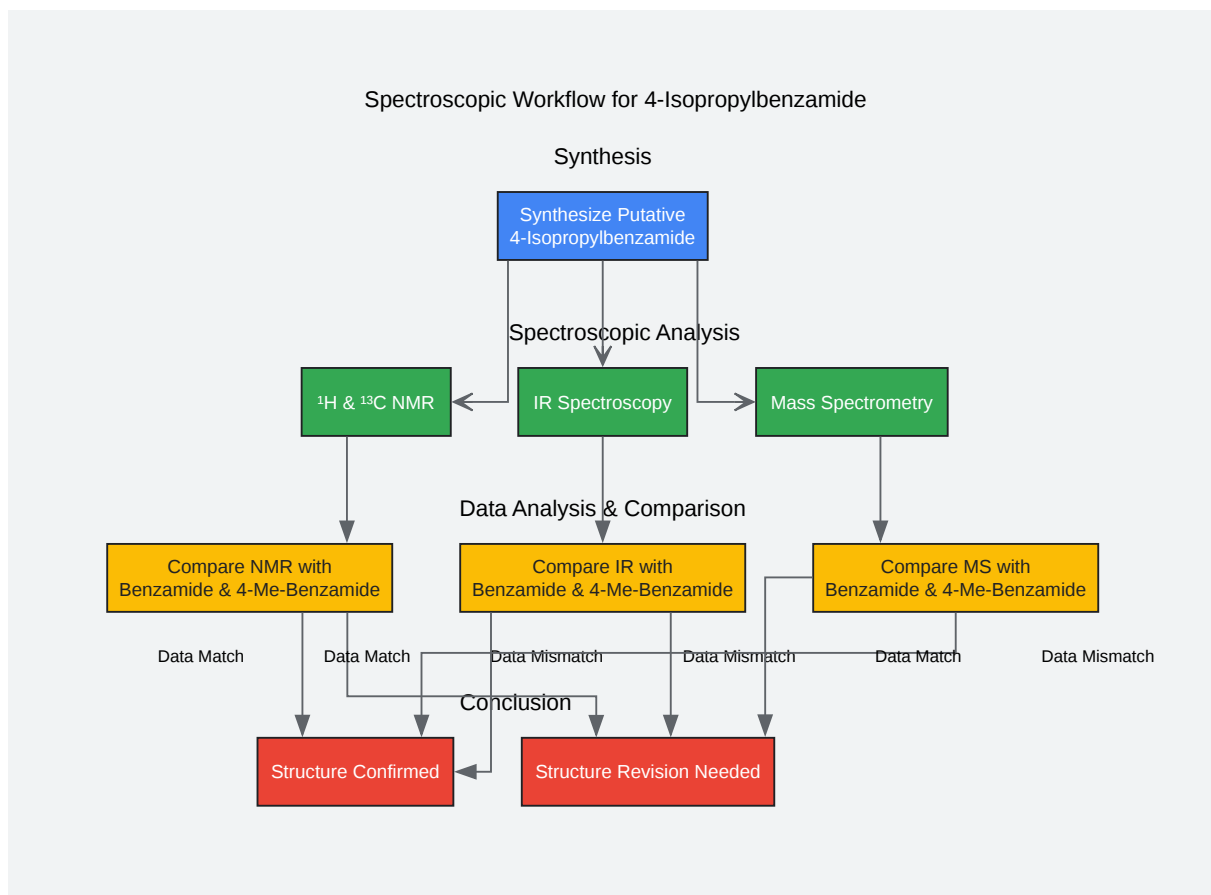 Spectroscopic Workflow for 4-Isopropylbenzamide
Synthesis
Synthesize Putative
4-Isopropylbenzamide
Spectroscopic Analysis
¹H & ¹³C NMR
IR Spectroscopy
Mass Spectrometry
Data Analysis & Comparison
Compare NMR with
Benzamide & 4-Me-Benzamide
Compare IR with
Benzamide & 4-Me-Benzamide
Compare MS with
Benzamide & 4-Me-Benzamide
Data Match
Data Match
Data Mismatch
Data Mismatch
Data Match
Data Mismatch
Conclusion
Structure Confirmed
Structure Revision Needed